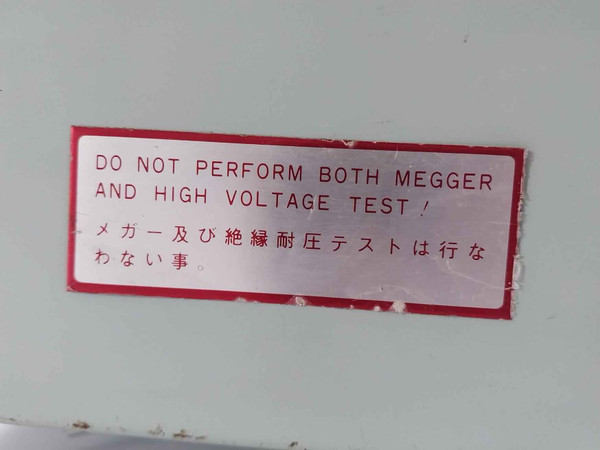 DO NOT PERFORM BOTH MEGGER
AND HIGH VOLTAGE TEST!
メガー及び絶縁耐圧テストは行な
わない事。